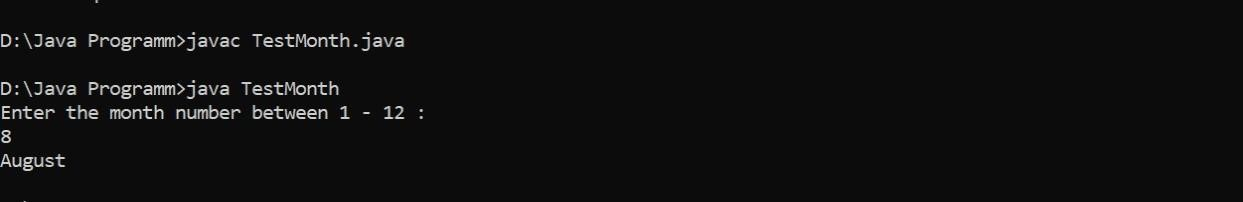 D:\Java Programm>javac TestMonth.java
D:\Java Programm>java TestMonth
Enter the month number between 1 - 12 :
8
August